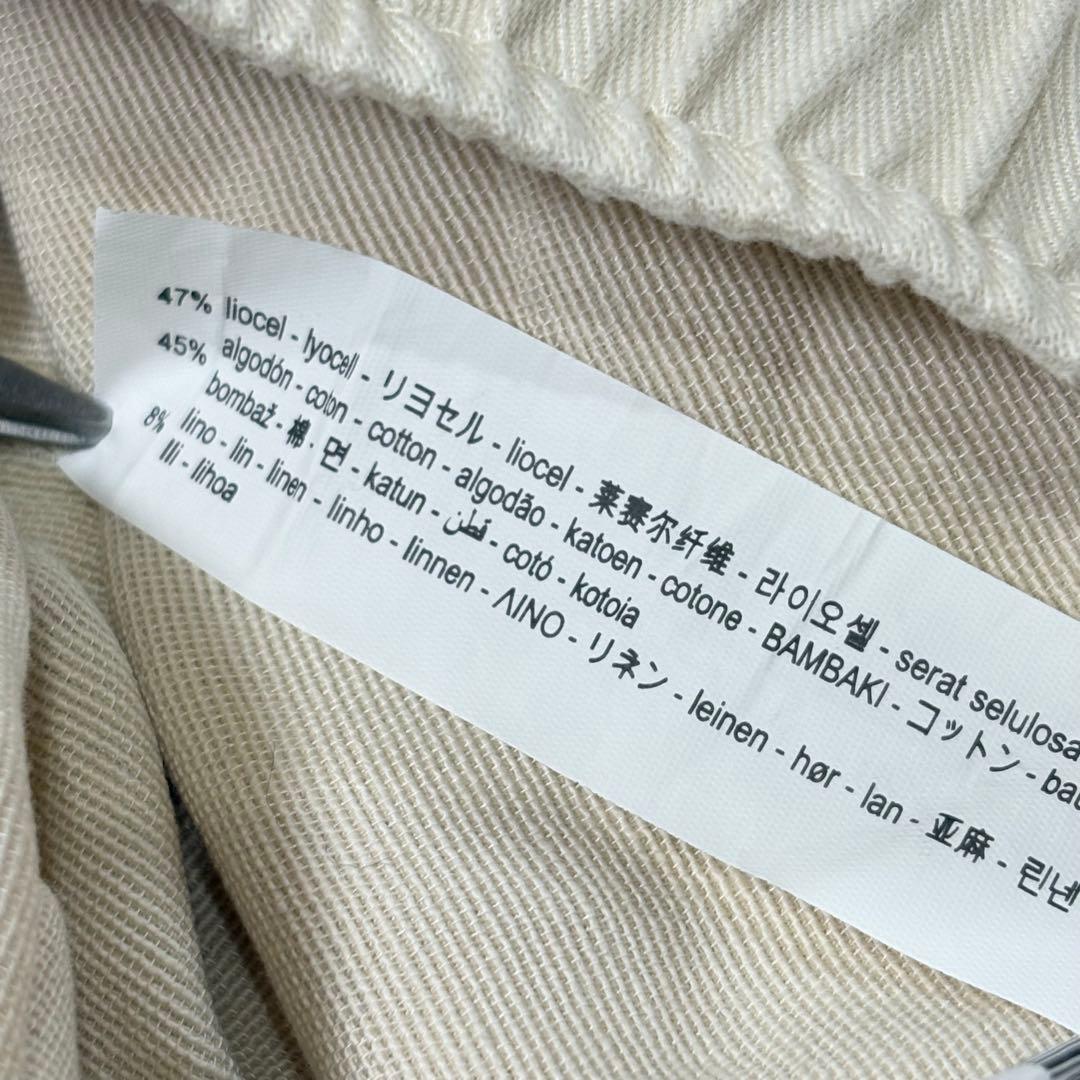 47% liocel - lyocell - リヨセル - liocel - 莱赛尔纤维 - 라이오셀 - serat selulosa
45% algodón - coton - cotton - algodão - katoen - cotone - BAMBAKI - コットン -
bombaž - 棉 - 면 - katun - قطن - cotó - kotoia
8% lino - lin - linen - linho - linnen - ΛΙΝΟ - リネン - leinen - hør - lan - 亚麻 - 린넨
lli - lihoa